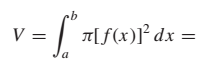 V = ∫_a^b π[f(x)]² dx =